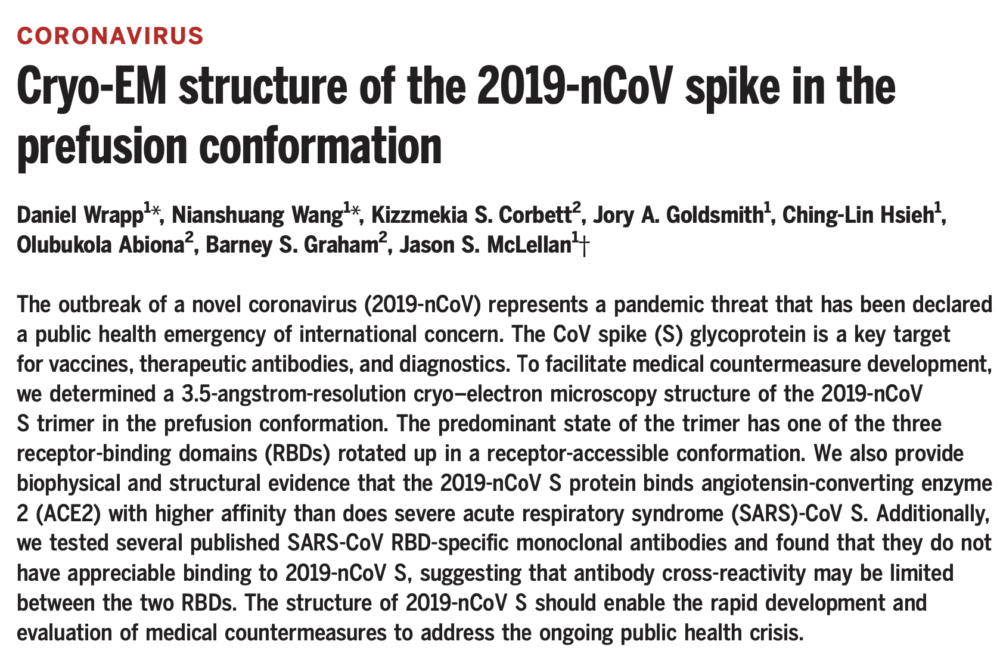 CORONAVIRUS
Cryo-EM structure of the 2019-nCoV spike in the
prefusion conformation
Daniel Wrapp1*, Nianshuang Wang1*, Kizzmekia S. Corbett2, Jory A. Goldsmith1, Ching-Lin Hsieh1,
Olubukola Abiona2, Barney S. Graham2, Jason S. McLellan1†
The outbreak of a novel coronavirus (2019-nCoV) represents a pandemic threat that has been declared
a public health emergency of international concern. The CoV spike (S) glycoprotein is a key target
for vaccines, therapeutic antibodies, and diagnostics. To facilitate medical countermeasure development,
we determined a 3.5-angstrom-resolution cryo–electron microscopy structure of the 2019-nCoV
S trimer in the prefusion conformation. The predominant state of the trimer has one of the three
receptor-binding domains (RBDs) rotated up in a receptor-accessible conformation. We also provide
biophysical and structural evidence that the 2019-nCoV S protein binds angiotensin-converting enzyme
2 (ACE2) with higher affinity than does severe acute respiratory syndrome (SARS)-CoV S. Additionally,
we tested several published SARS-CoV RBD-specific monoclonal antibodies and found that they do not
have appreciable binding to 2019-nCoV S, suggesting that antibody cross-reactivity may be limited
between the two RBDs. The structure of 2019-nCoV S should enable the rapid development and
evaluation of medical countermeasures to address the ongoing public health crisis.